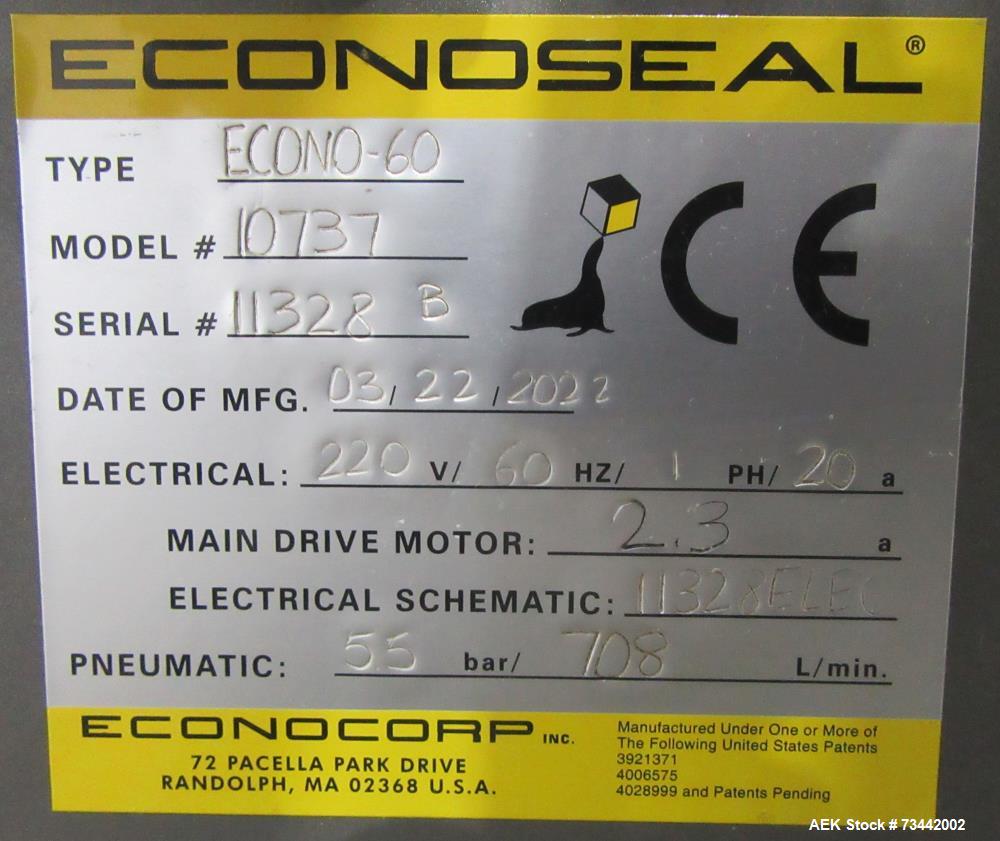 ECONOSEAL®
TYPE ECONO-60
MODEL # 10737
SERIAL # 11328 B
CE
DATE OF MFG. 03/22/2022
ELECTRICAL: 220 V/ 60 HZ/ 1 PH/ 20 a
MAIN DRIVE MOTOR: 2.3 a
ELECTRICAL SCHEMATIC: 11328ELEC
PNEUMATIC: 5.5 bar/ 708 L/min.
ECONOCORP INC.
72 PACELLA PARK DRIVE
RANDOLPH, MA 02368 U.S.A.
Manufactured Under One or More of
The Following United States Patents
3921371
4006575
4028999 and Patents Pending
AEK Stock # 73442002